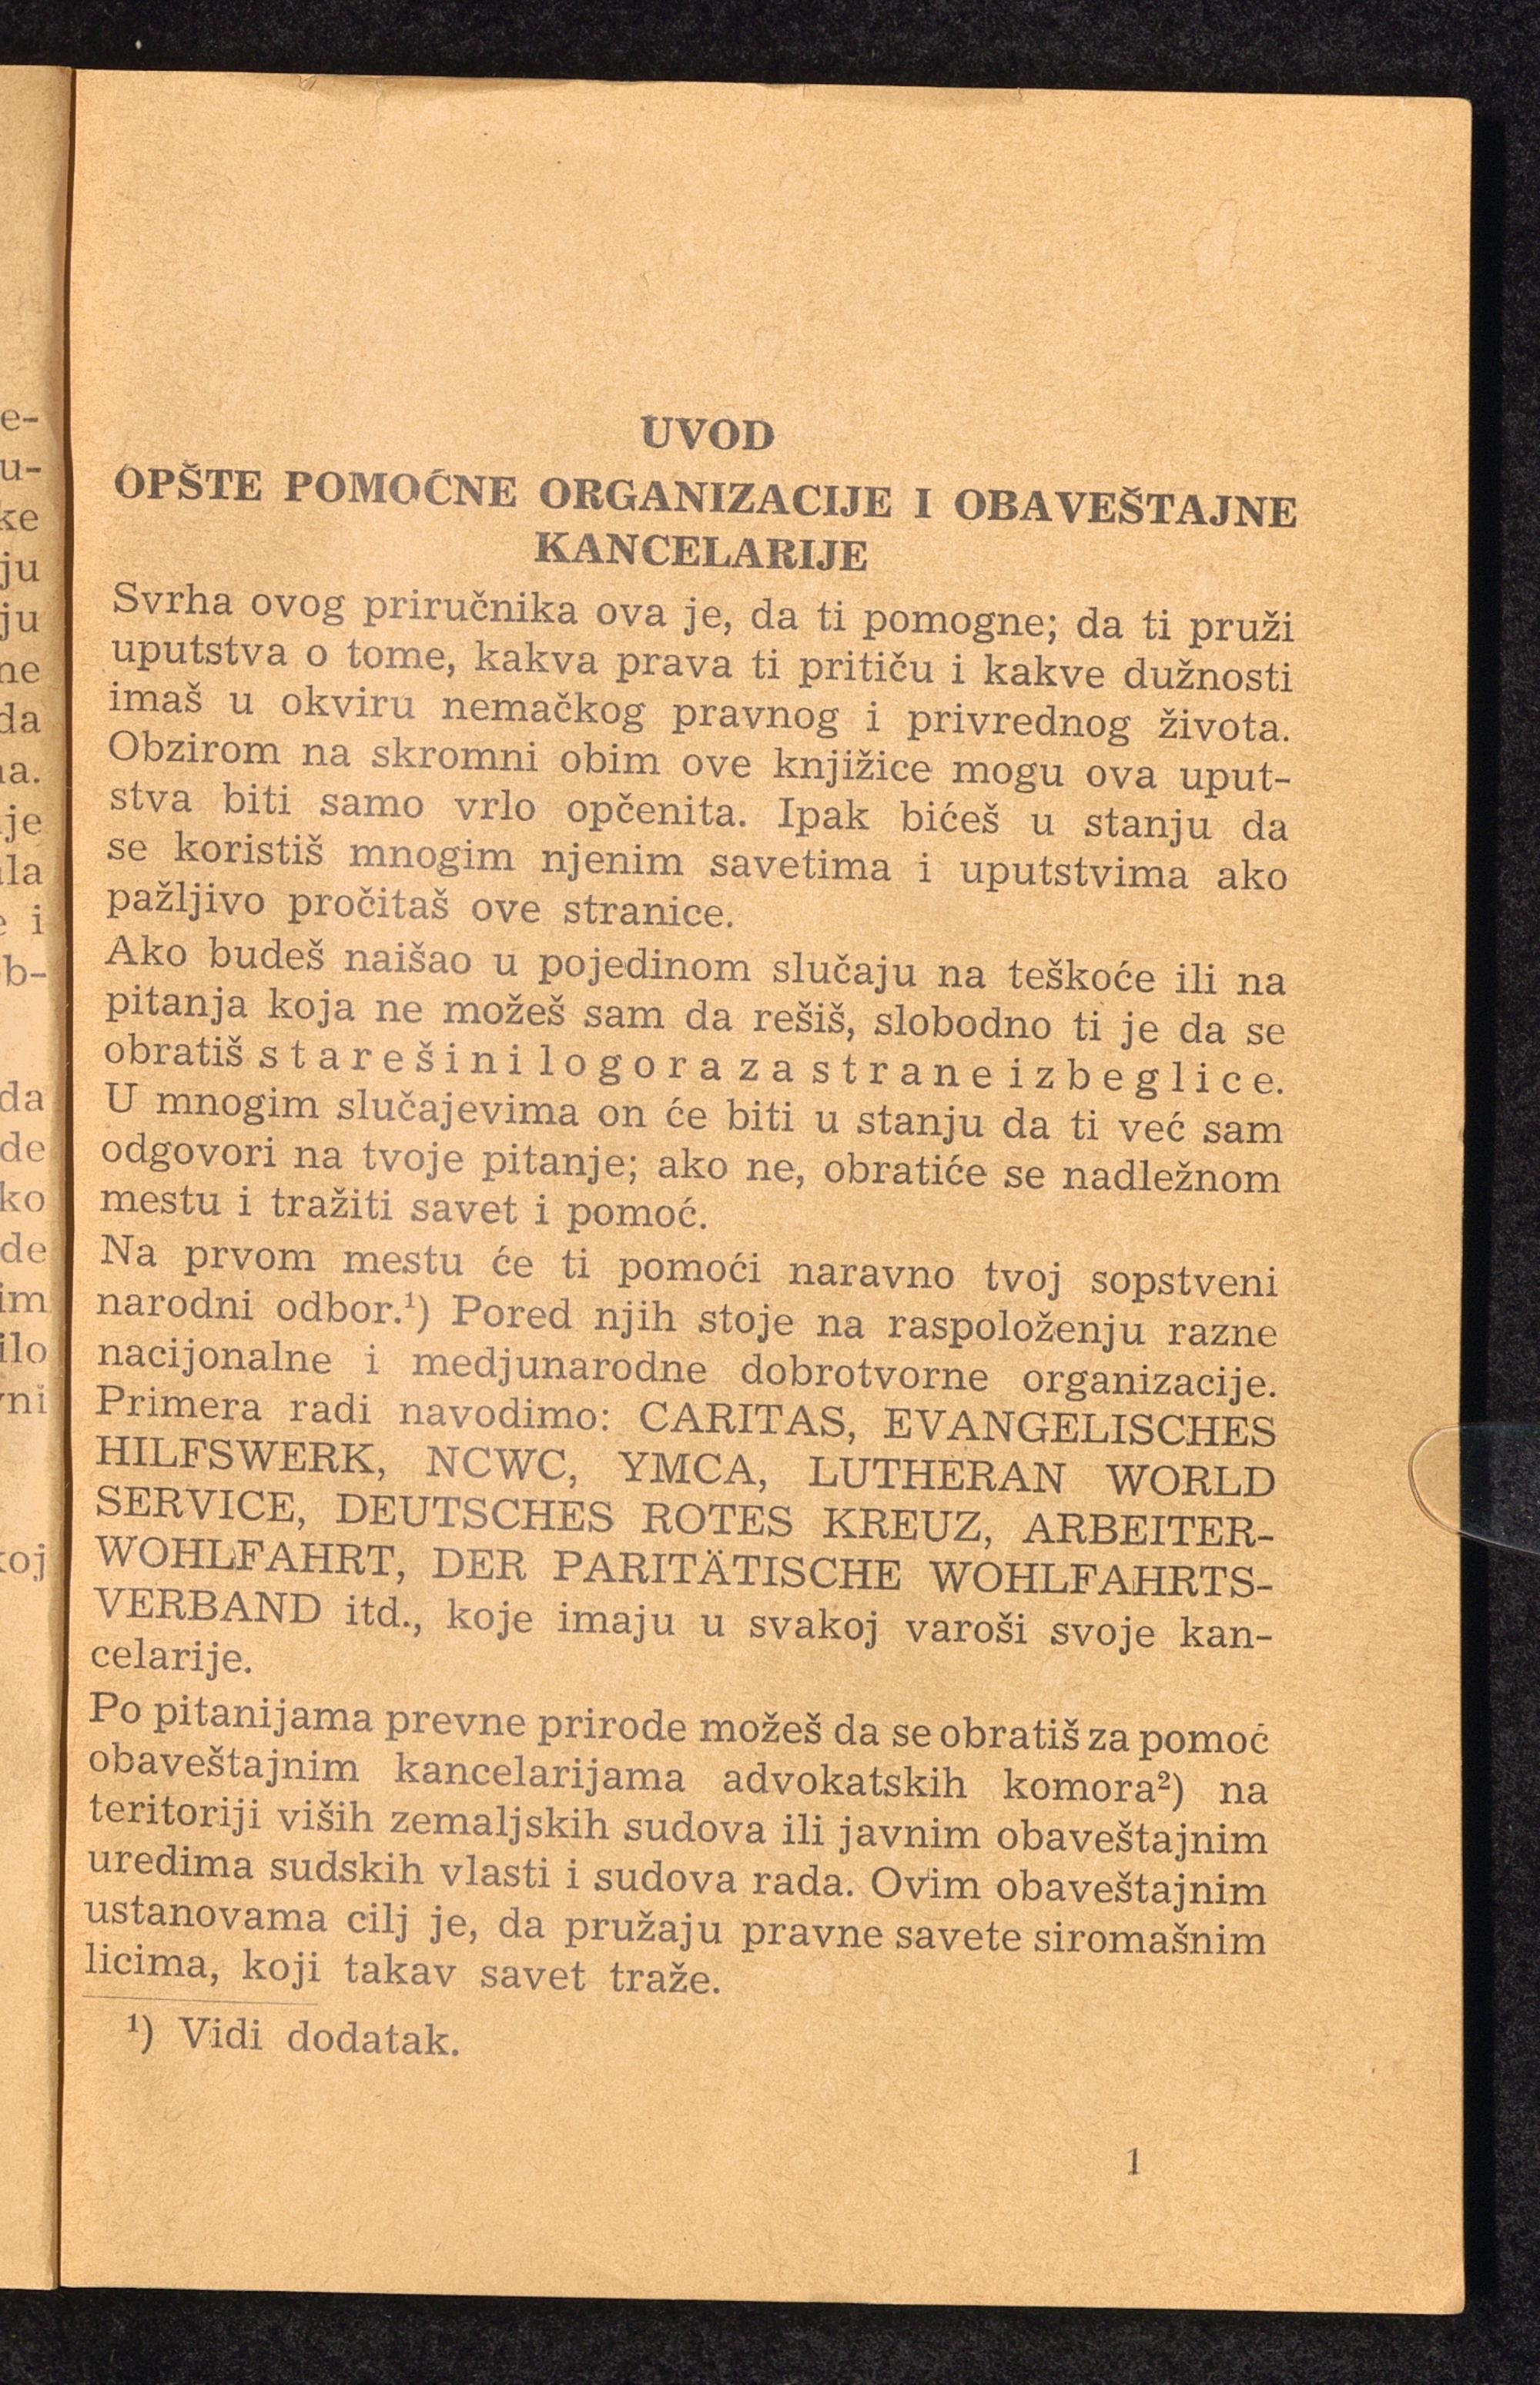 UVOD
OPŠTE POMOĆNE ORGANIZACIJE I OBAVEŠTAJNE
KANCELARIJE
Svrha ovog priručnika ova je, da ti pomogne; da ti pruži
uputstva o tome, kakva prava ti pritiču i kakve dužnosti
imaš u okviru nemačkog pravnog i privrednog života.
Obzirom na skromni obim ove knjižice mogu ova uput-
stva biti samo vrlo opčenita. Ipak bićeš u stanju da
se koristiš mnogim njenim savetima i uputstvima ako
pažljivo pročitaš ove stranice.
Ako budeš naišao u pojedinom slučaju na teškoće ili na
pitanja koja ne možeš sam da rešiš, slobodno ti je da se
obratiš starešini logora za strane izbeglice.
U mnogim slučajevima on će biti u stanju da ti već sam
odgovori na tvoje pitanje; ako ne, obratiće se nadležnom
mestu i tražiti savet i pomoć.
Na prvom mestu će ti pomoći naravno tvoj sopstveni
narodni odbor.¹) Pored njih stoje na raspoloženju razne
nacijonalne i medjunarodne dobrotvorne organizacije.
Primera radi navodimo: CARITAS, EVANGELISCHES
HILFSWERK, NCWC, YMCA, LUTHERAN WORLD
SERVICE, DEUTSCHES ROTES KREUZ, ARBEITER-
WOHLFAHRT, DER PARITÄTISCHE WOHLFAHRTS-
VERBAND itd., koje imaju u svakoj varoši svoje kan-
celarije.
Po pitanijama prevne prirode možeš da se obratiš za pomoć
obaveštajnim kancelarijama advokatskih komora²) na
teritoriji viših zemaljskih sudova ili javnim obaveštajnim
uredima sudskih vlasti i sudova rada. Ovim obaveštajnim
ustanovama cilj je, da pružaju pravne savete siromašnim
licima, koji takav savet traže.
¹) Vidi dodatak.
1